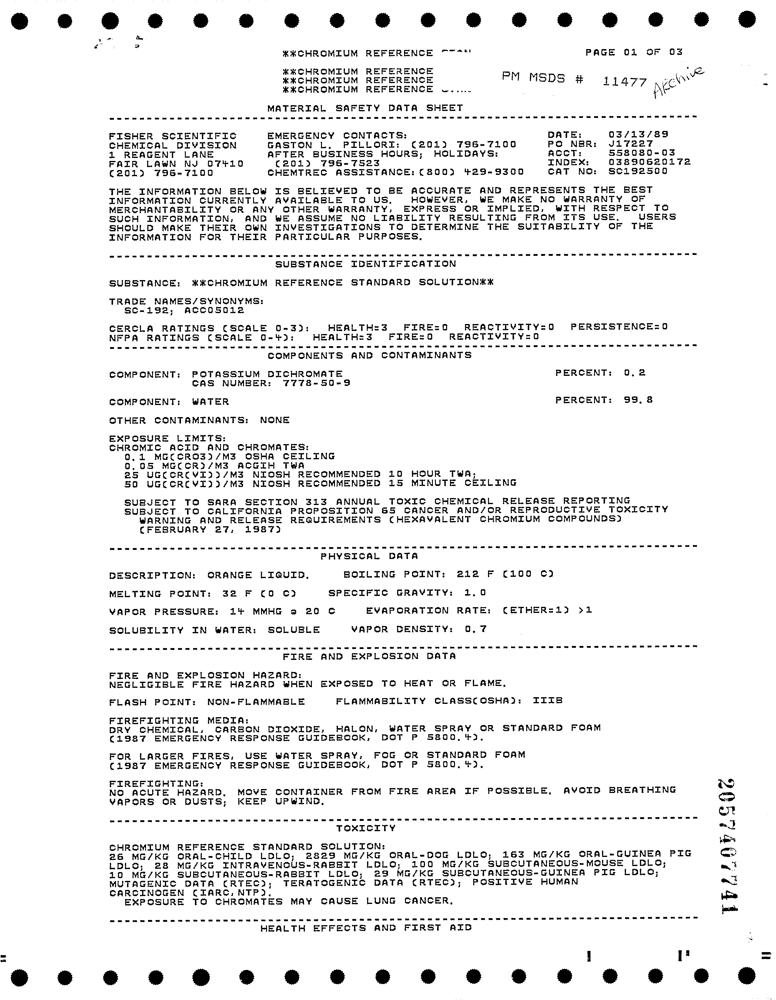 **CHROMIUM REFERENCE
PAGE 01 OF 03
**CHROMIUM REFERENCE
**CHROMIUM REFERENCE
**CHROMIUM REFERENCE
PM MSDS # 11477 Archive
MATERIAL SAFETY DATA SHEET
FISHER SCIENTIFIC EMERGENCY CONTACTS: DATE: 03/13/89
CHEMICAL DIVISION GASTON L. PILLORI: (201) 796-7100 PO NBR: J17227
1 REAGENT LANE AFTER BUSINESS HOURS; HOLIDAYS: ACCT: 558080-03
FAIR LAWN NJ 07410 (201) 796-7523 INDEX: 03890620172
(201) 796-7100 CHEMTREC ASSISTANCE: (800) 429-9300 CAT NO: SC192500
THE INFORMATION BELOW IS BELIEVED TO BE ACCURATE AND REPRESENTS THE BEST
INFORMATION CURRENTLY AVAILABLE TO US. HOWEVER, WE MAKE NO WARRANTY OF
MERCHANTABILITY OR ANY OTHER WARRANTY, EXPRESS OR IMPLIED, WITH RESPECT TO
SUCH INFORMATION, AND WE ASSUME NO LIABILITY RESULTING FROM ITS USE. USERS
SHOULD MAKE THEIR OWN INVESTIGATIONS TO DETERMINE THE SUITABILITY OF THE
INFORMATION FOR THEIR PARTICULAR PURPOSES.
SUBSTANCE IDENTIFICATION
SUBSTANCE: **CHROMIUM REFERENCE STANDARD SOLUTION**
TRADE NAMES/SYNONYMS:
SC-192; ACC05012
CERCLA RATINGS (SCALE 0-3): HEALTH=3 FIRE=0 REACTIVITY=0 PERSISTENCE=0
NFPA RATINGS (SCALE 0-4): HEALTH=3 FIRE=0 REACTIVITY=0
COMPONENTS AND CONTAMINANTS
COMPONENT: POTASSIUM DICHROMATE PERCENT: 0.2
CAS NUMBER: 7778-50-9
COMPONENT: WATER PERCENT: 99.8
OTHER CONTAMINANTS: NONE
EXPOSURE LIMITS:
CHROMIC ACID AND CHROMATES:
0.1 MG(CRO3)/M3 OSHA CEILING
0.05 MG(CR)/M3 ACGIH TWA
25 UG(CR(VI))/M3 NIOSH RECOMMENDED 10 HOUR TWA;
50 UG(CR(VI))/M3 NIOSH RECOMMENDED 15 MINUTE CEILING
SUBJECT TO SARA SECTION 313 ANNUAL TOXIC CHEMICAL RELEASE REPORTING
SUBJECT TO CALIFORNIA PROPOSITION 65 CANCER AND/OR REPRODUCTIVE TOXICITY
WARNING AND RELEASE REQUIREMENTS (HEXAVALENT CHROMIUM COMPOUNDS)
(FEBRUARY 27, 1987)
PHYSICAL DATA
DESCRIPTION: ORANGE LIQUID. BOILING POINT: 212 F (100 C)
MELTING POINT: 32 F (0 C) SPECIFIC GRAVITY: 1.0
VAPOR PRESSURE: 14 MMHG @ 20 C EVAPORATION RATE: (ETHER=1) >1
SOLUBILITY IN WATER: SOLUBLE VAPOR DENSITY: 0.7
FIRE AND EXPLOSION DATA
FIRE AND EXPLOSION HAZARD:
NEGLIGIBLE FIRE HAZARD WHEN EXPOSED TO HEAT OR FLAME.
FLASH POINT: NON-FLAMMABLE FLAMMABILITY CLASS(OSHA): IIIB
FIREFIGHTING MEDIA:
DRY CHEMICAL, CARBON DIOXIDE, HALON, WATER SPRAY OR STANDARD FOAM
(1987 EMERGENCY RESPONSE GUIDEBOOK, DOT P 5800.4).
FOR LARGER FIRES, USE WATER SPRAY, FOG OR STANDARD FOAM
(1987 EMERGENCY RESPONSE GUIDEBOOK, DOT P 5800.4).
FIREFIGHTING:
NO ACUTE HAZARD. MOVE CONTAINER FROM FIRE AREA IF POSSIBLE. AVOID BREATHING
VAPORS OR DUSTS; KEEP UPWIND.
TOXICITY
CHROMIUM REFERENCE STANDARD SOLUTION:
26 MG/KG ORAL-CHILD LDLO; 2829 MG/KG ORAL-DOG LDLO; 163 MG/KG ORAL-GUINEA PIG
LDLO; 28 MG/KG INTRAVENOUS-RABBIT LDLO; 100 MG/KG SUBCUTANEOUS-MOUSE LDLO;
10 MG/KG SUBCUTANEOUS-RABBIT LDLO; 29 MG/KG SUBCUTANEOUS-GUINEA PIG LDLO;
MUTAGENIC DATA (RTEC); TERATOGENIC DATA (RTEC); POSITIVE HUMAN
CARCINOGEN (IARC,NTP).
EXPOSURE TO CHROMATES MAY CAUSE LUNG CANCER.
HEALTH EFFECTS AND FIRST AID
2057407741